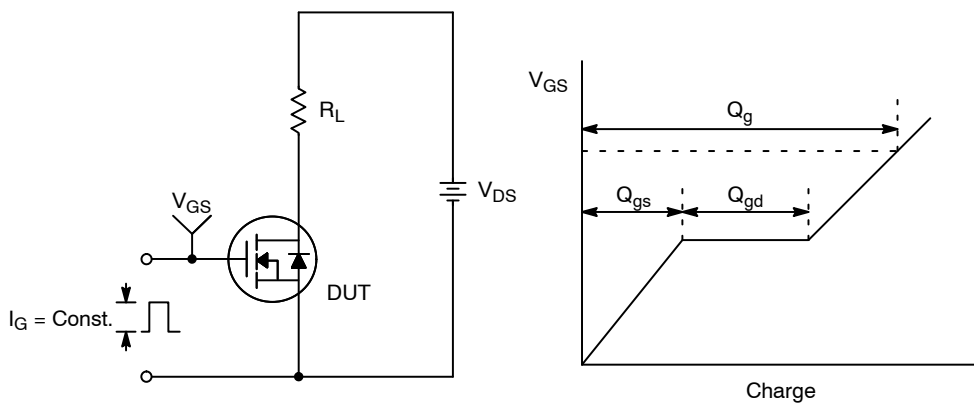 R_L
V_GS
V_DS
DUT
I_G = Const.
V_GS
Q_g
Q_gs
Q_gd
Charge